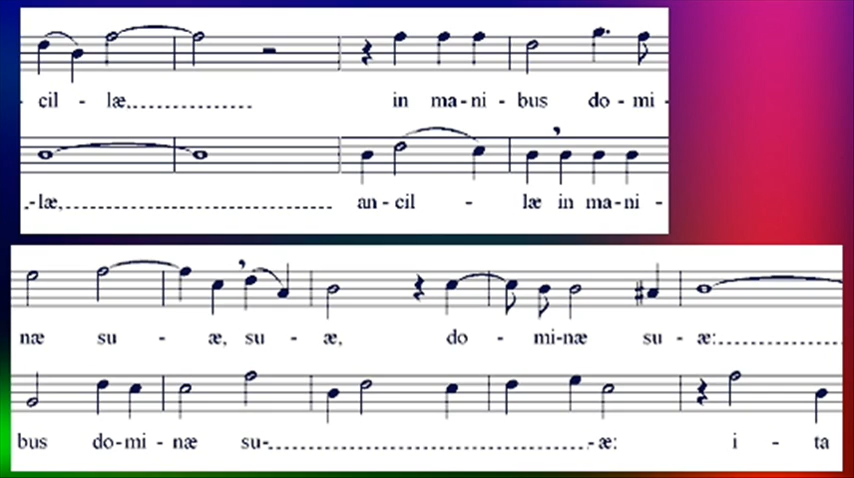 - cil - læ,................. in ma - ni - bus do - mi -
- læ,........................................ an - cil - læ in ma - ni -
næ su - æ, su - æ, do - mi - næ su - æ:....................
bus do - mi - næ su-.................................................- æ: i - ta